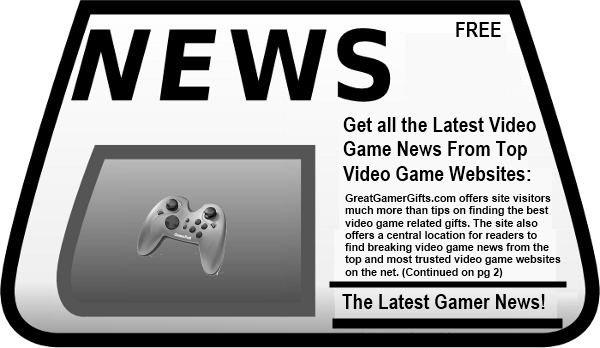 NEWS
FREE
Get all the Latest Video
Game News From Top
Video Game Websites:
GreatGamerGifts.com offers site visitors
much more than tips on finding the best
video game related gifts. The site also
offers a central location for readers to
find breaking video game news from the
top and most trusted video game websites
on the net. (Continued on pg 2)
The Latest Gamer News!